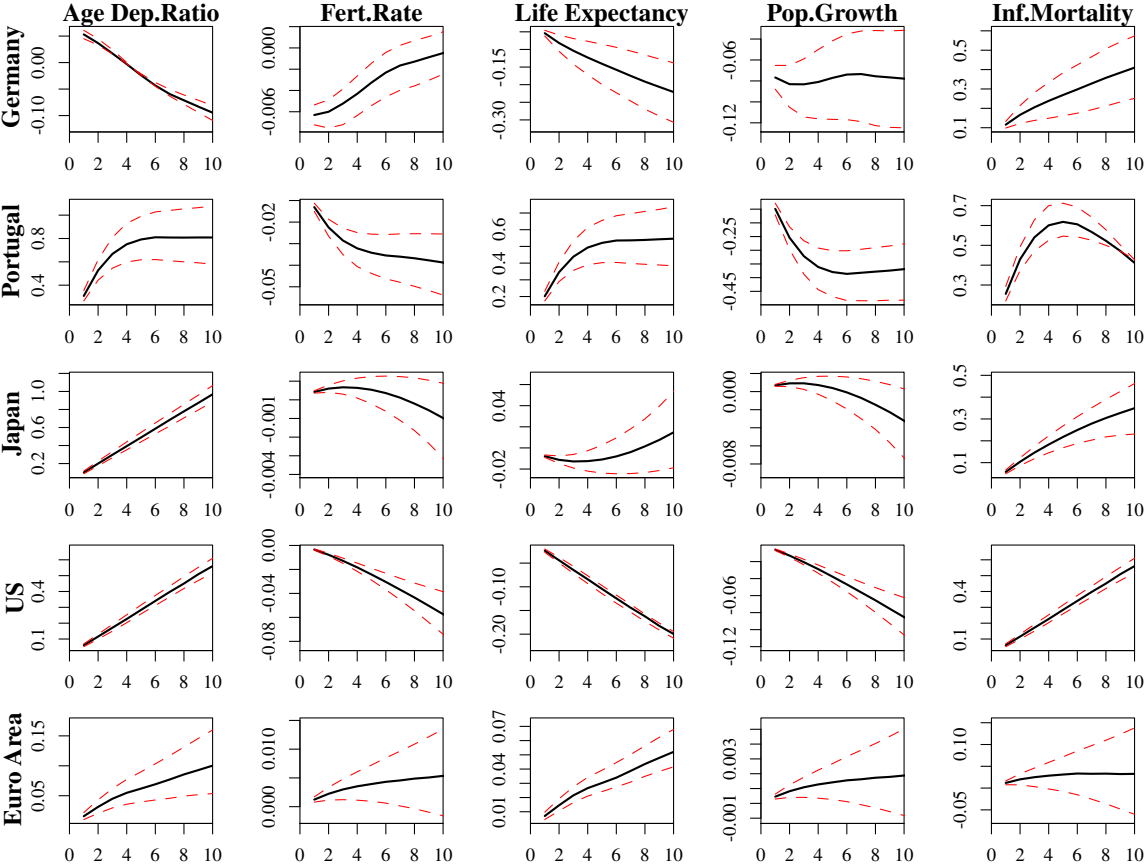 Age Dep.Ratio Fert.Rate Life Expectancy Pop.Growth Inf.Mortality
Germany
0.00 -0.10
0 2 4 6 8 10
0.000 -0.006
0 2 4 6 8 10
-0.15 -0.30
0 2 4 6 8 10
-0.06 -0.12
0 2 4 6 8 10
0.5 0.3 0.1
0 2 4 6 8 10
Portugal
0.8 0.4
0 2 4 6 8 10
-0.02 -0.05
0 2 4 6 8 10
0.6 0.4 0.2
0 2 4 6 8 10
-0.25 -0.45
0 2 4 6 8 10
0.7 0.5 0.3
0 2 4 6 8 10
Japan
1.0 0.6 0.2
0 2 4 6 8 10
-0.001 -0.004
0 2 4 6 8 10
0.04 -0.02
0 2 4 6 8 10
0.000 -0.008
0 2 4 6 8 10
0.5 0.3 0.1
0 2 4 6 8 10
US
0.4 0.1
0 2 4 6 8 10
0.00 -0.04 -0.08
0 2 4 6 8 10
-0.10 -0.20
0 2 4 6 8 10
-0.06 -0.12
0 2 4 6 8 10
0.4 0.1
0 2 4 6 8 10
Euro Area
0.15 0.05
0 2 4 6 8 10
0.010 0.000
0 2 4 6 8 10
0.07 0.04 0.01
0 2 4 6 8 10
0.003 -0.001
0 2 4 6 8 10
0.10 -0.05
0 2 4 6 8 10